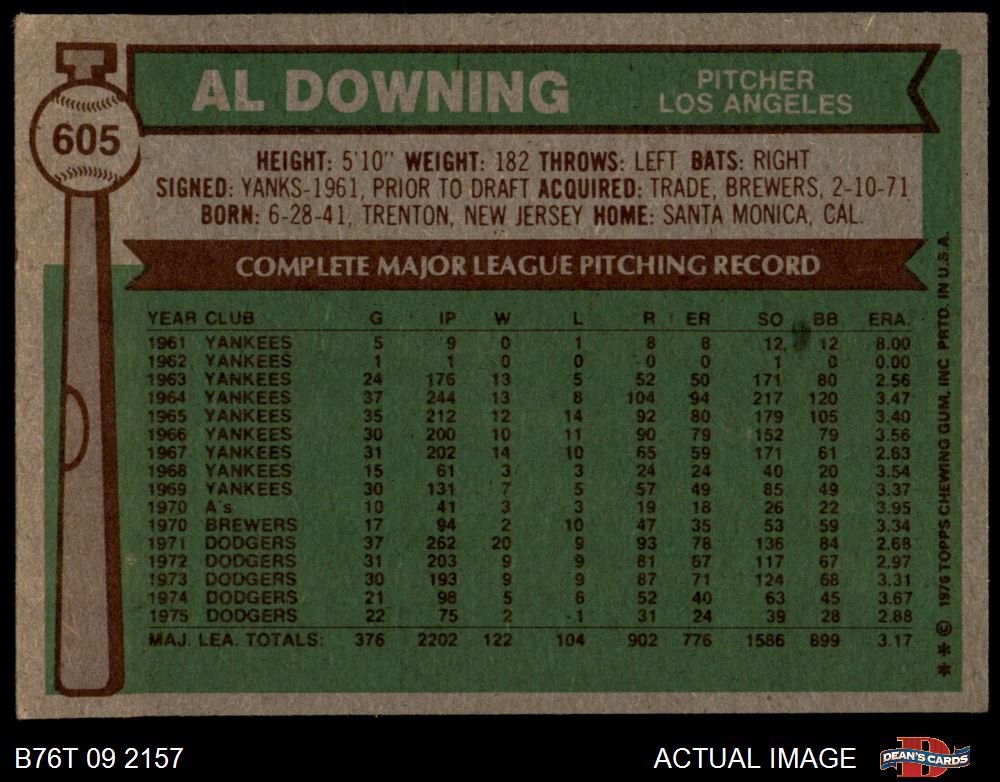 605
AL DOWNING
PITCHER
LOS ANGELES
HEIGHT: 5'10" WEIGHT: 182 THROWS: LEFT BATS: RIGHT
SIGNED: YANKS-1961, PRIOR TO DRAFT ACQUIRED: TRADE, BREWERS, 2-10-71
BORN: 6-28-41, TRENTON, NEW JERSEY HOME: SANTA MONICA, CAL.
COMPLETE MAJOR LEAGUE PITCHING RECORD
YEAR CLUB G IP W L R ER SO BB ERA.
1961 YANKEES 5 9 0 1 8 8 12 12 8.00
1962 YANKEES 1 1 0 0 0 0 1 0 0.00
1963 YANKEES 24 176 13 5 52 50 171 80 2.56
1964 YANKEES 37 244 13 8 104 94 217 120 3.47
1965 YANKEES 35 212 12 14 92 80 179 105 3.40
1966 YANKEES 30 200 10 11 90 79 152 79 3.56
1967 YANKEES 31 202 14 10 65 59 171 61 2.63
1968 YANKEES 15 61 3 3 24 24 40 20 3.54
1969 YANKEES 30 131 7 5 57 49 85 49 3.37
1970 A's 10 41 3 3 19 18 26 22 3.95
1970 BREWERS 17 94 2 10 47 35 53 59 3.34
1971 DODGERS 37 262 20 9 93 78 136 84 2.68
1972 DODGERS 31 203 9 9 81 67 117 67 2.97
1973 DODGERS 30 193 9 9 87 71 124 68 3.31
1974 DODGERS 21 98 5 6 52 40 63 45 3.67
1975 DODGERS 22 75 2 1 31 24 39 28 2.88
MAJ. LEA. TOTALS: 376 2202 122 104 902 776 1586 899 3.17
** © 1976 TOPPS CHEWING GUM, INC PRTD. IN U.S.A.
B76T 09 2157
ACTUAL IMAGE
DEAN'S CARDS